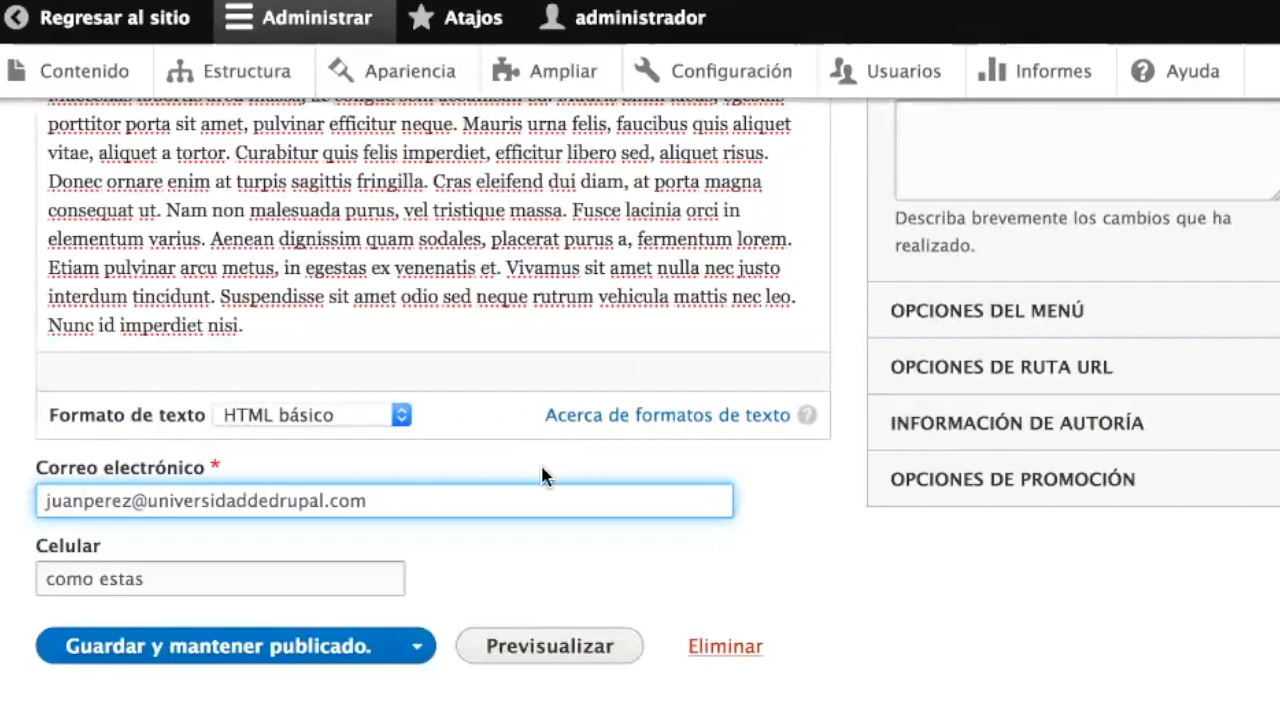 Regresar al sitio Administrar Atajos administrador
Contenido Estructura Apariencia Ampliar Configuración Usuarios Informes Ayuda
porttitor porta sit amet, pulvinar efficitur neque. Mauris urna felis, faucibus quis aliquet
vitae, aliquet a tortor. Curabitur quis felis imperdiet, efficitur libero sed, aliquet risus.
Donec ornare enim at turpis sagittis fringilla. Cras eleifend dui diam, at porta magna
consequat ut. Nam non malesuada purus, vel tristique massa. Fusce lacinia orci in
elementum varius. Aenean dignissim quam sodales, placerat purus a, fermentum lorem.
Etiam pulvinar arcu metus, in egestas ex venenatis et. Vivamus sit amet nulla nec justo
interdum tincidunt. Suspendisse sit amet odio sed neque rutrum vehicula mattis nec leo.
Nunc id imperdiet nisi.
Formato de texto HTML básico Acerca de formatos de texto ?
Correo electrónico *
juanperez@universidaddedrupal.com
Celular
como estas
Guardar y mantener publicado. Previsualizar Eliminar
Describa brevemente los cambios que ha
realizado.
OPCIONES DEL MENÚ
OPCIONES DE RUTA URL
INFORMACIÓN DE AUTORÍA
OPCIONES DE PROMOCIÓN